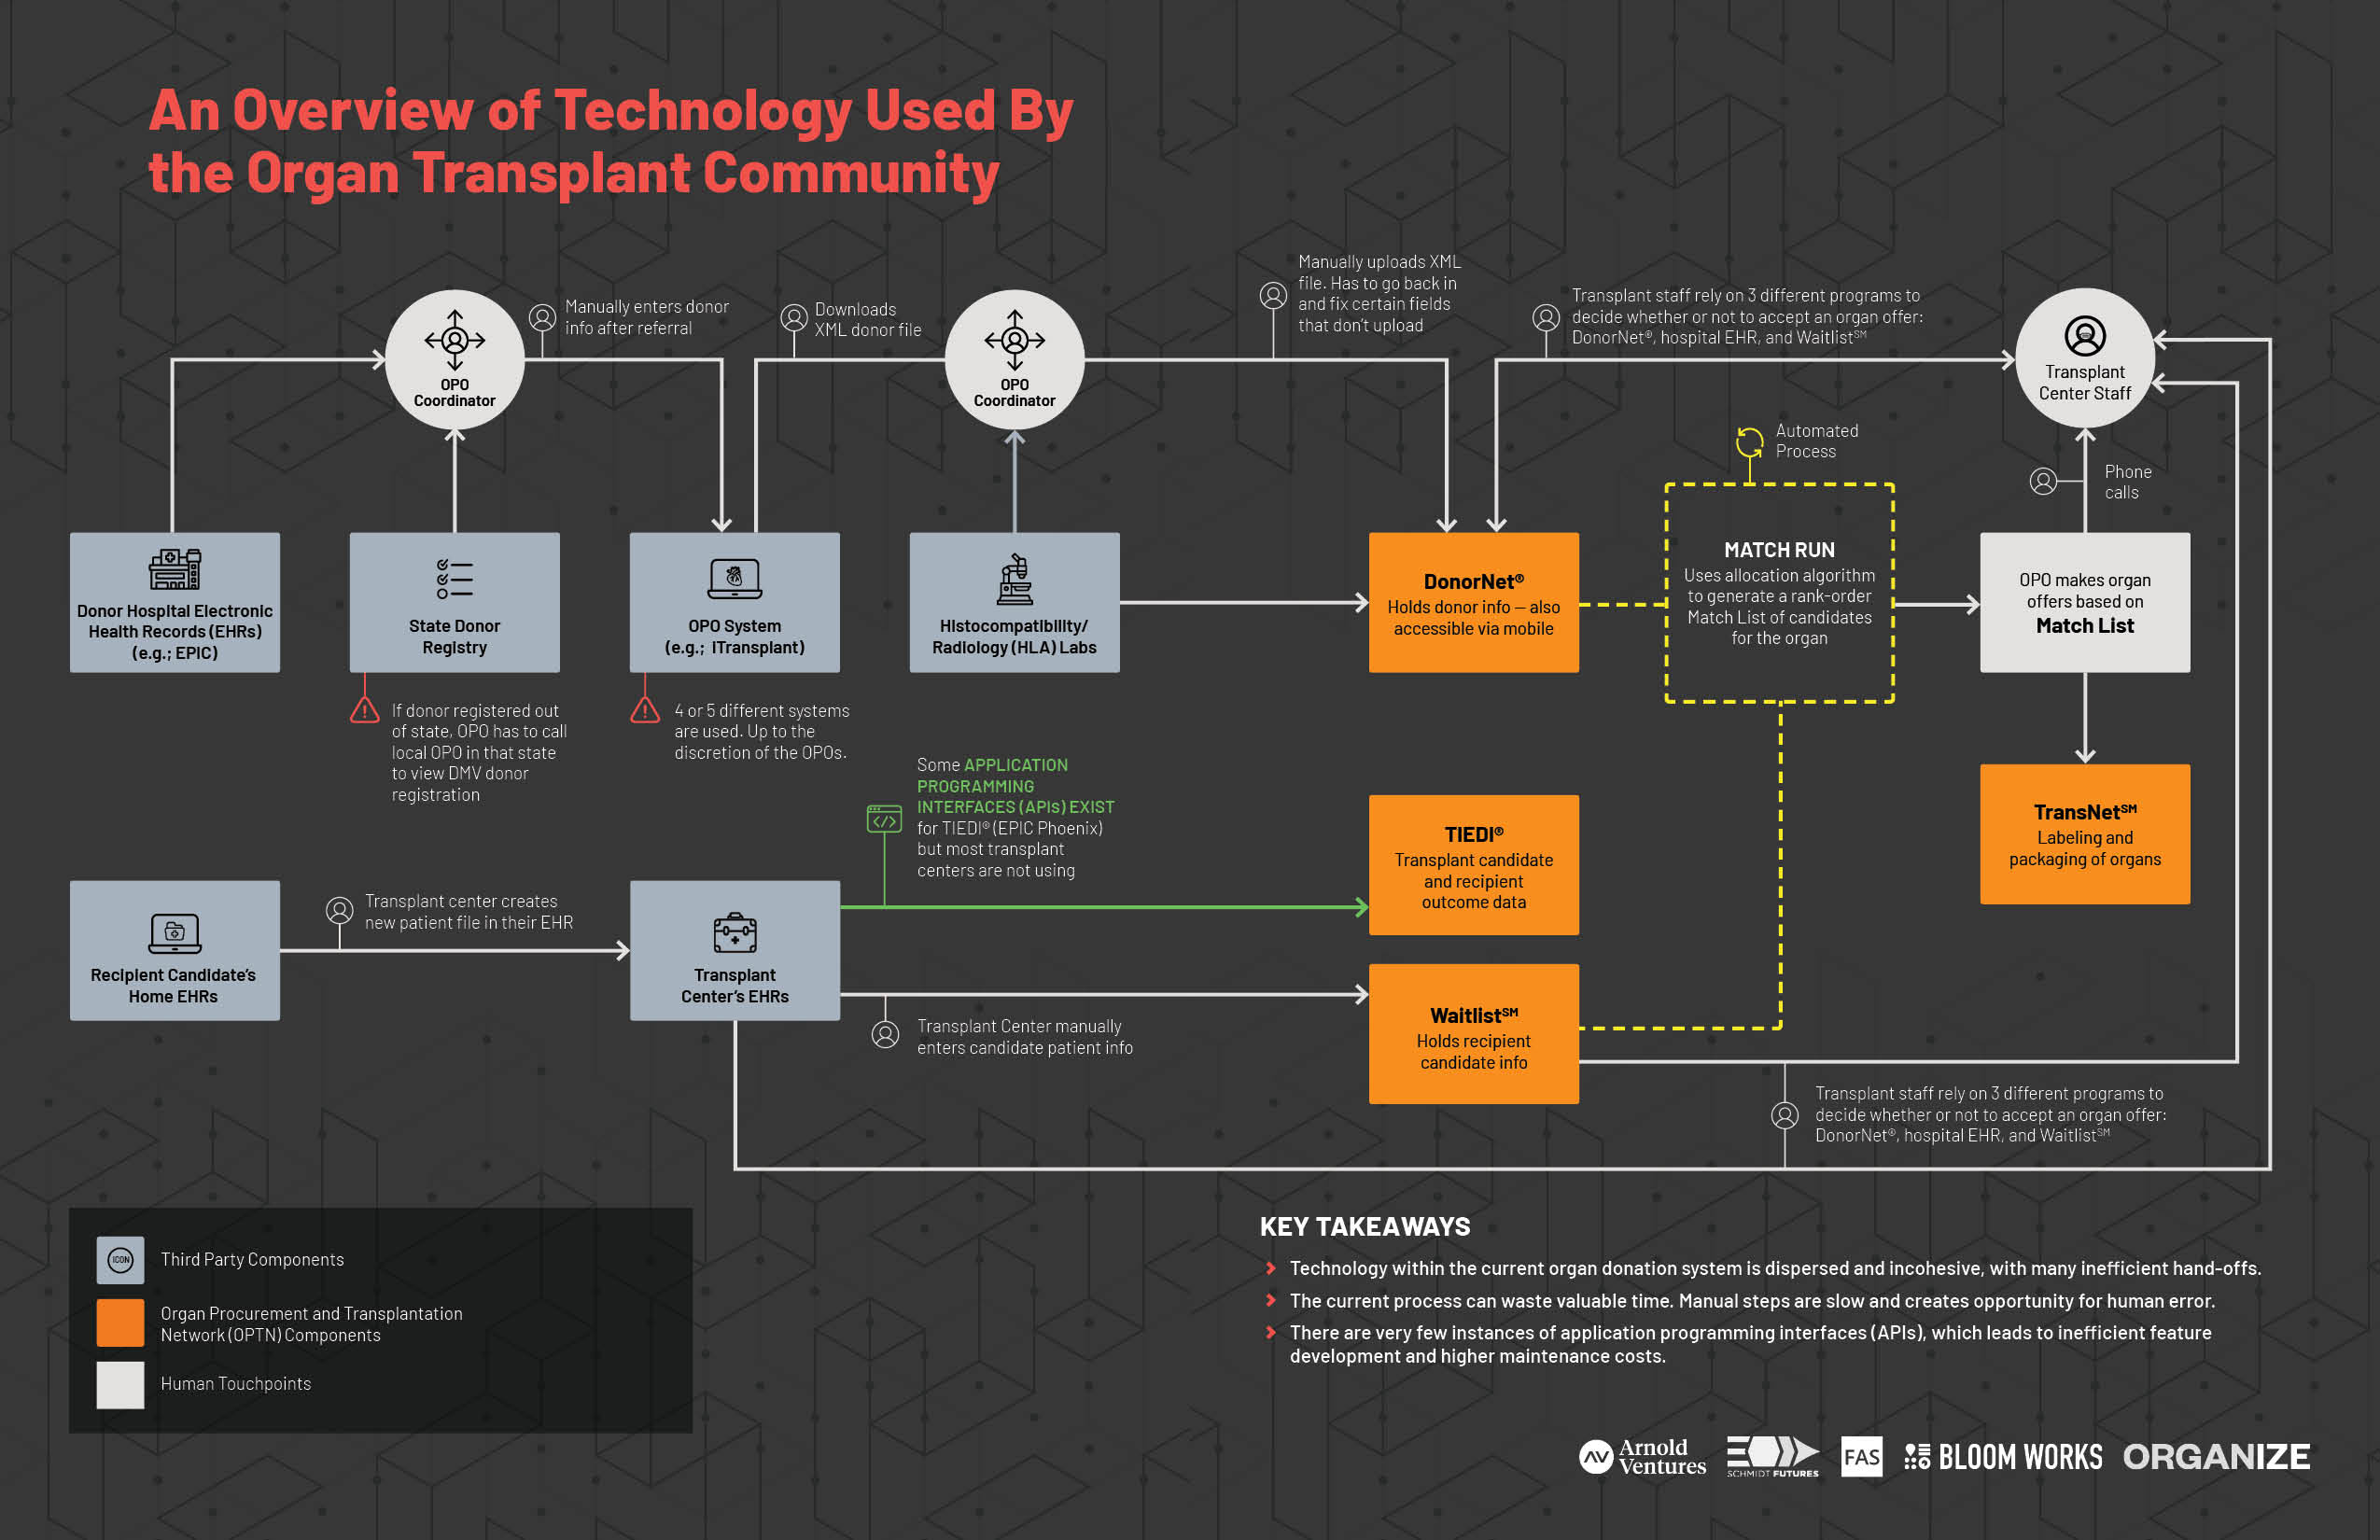 An Overview of Technology Used By
the Organ Transplant Community
OPO
Coordinator
Manually enters donor
info after referral
Downloads
XML donor file
OPO
Coordinator
Manually uploads XML
file. Has to go back in
and fix certain fields
that don't upload
Transplant staff rely on 3 different programs to
decide whether or not to accept an organ offer:
DonorNet®, hospital EHR, and Waitlist℠
Transplant
Center Staff
Automated
Process
Phone
calls
Donor Hospital Electronic
Health Records (EHRs)
(e.g.; EPIC)
State Donor
Registry
OPO System
(e.g.; iTransplant)
Histocompatibility/
Radiology (HLA) Labs
DonorNet®
Holds donor info – also
accessible via mobile
MATCH RUN
Uses allocation algorithm
to generate a rank-order
Match List of candidates
for the organ
OPO makes organ
offers based on
Match List
If donor registered out
of state, OPO has to call
local OPO in that state
to view DMV donor
registration
4 or 5 different systems
are used. Up to the
discretion of the OPOs.
Some APPLICATION
PROGRAMMING
INTERFACES (APIs) EXIST
for TIEDI® (EPIC Phoenix)
but most transplant
centers are not using
TIEDI®
Transplant candidate
and recipient
outcome data
TransNet℠
Labeling and
packaging of organs
Recipient Candidate's
Home EHRs
Transplant center creates
new patient file in their EHR
Transplant
Center's EHRs
Transplant Center manually
enters candidate patient info
Waitlist℠
Holds recipient
candidate info
Transplant staff rely on 3 different programs to
decide whether or not to accept an organ offer:
DonorNet®, hospital EHR, and Waitlist℠
ICON
Third Party Components
Organ Procurement and Transplantation
Network (OPTN) Components
Human Touchpoints
KEY TAKEAWAYS
Technology within the current organ donation system is dispersed and incohesive, with many inefficient hand-offs.
The current process can waste valuable time. Manual steps are slow and creates opportunity for human error.
There are very few instances of application programming interfaces (APIs), which leads to inefficient feature
development and higher maintenance costs.
AV Arnold
Ventures
SCHMIDT FUTURES
FAS
BLOOM WORKS
ORGANIZE